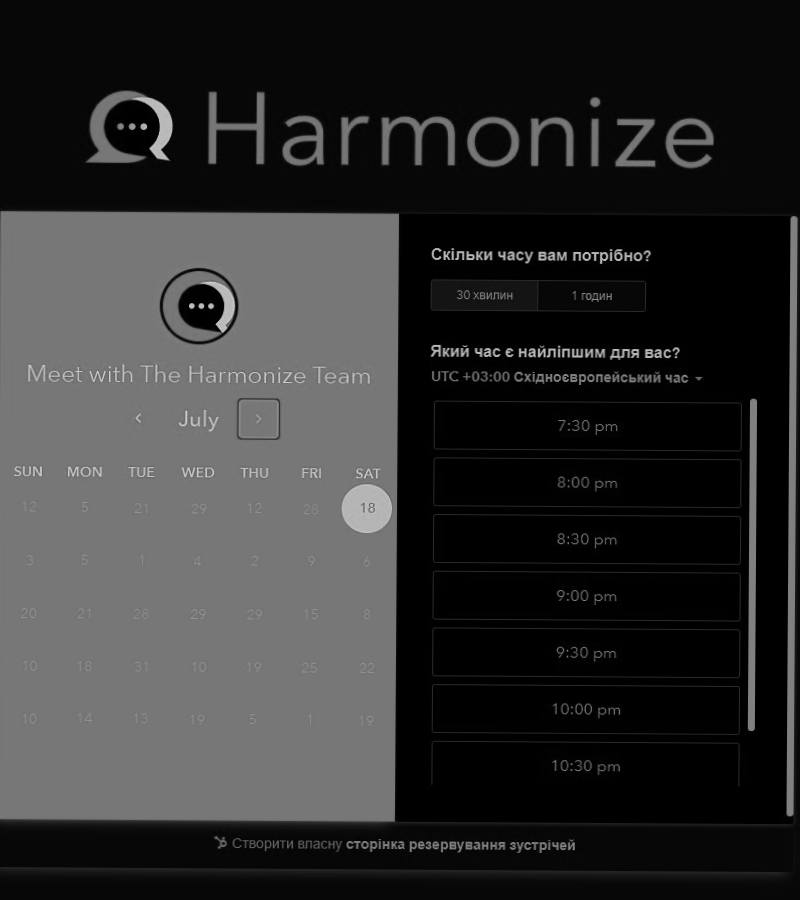 Harmonize
Meet with The Harmonize Team
July
SUN MON TUE WED THU FRI SAT
12 5 21 29 12 28 18
3 5 1 4 2 9 6
20 21 28 29 29 15 8
10 18 31 10 19 25 22
10 14 13 19 5 1 19
Скільки часу вам потрібно?
30 хвилин 1 годин
Який час є найліпшим для вас?
UTC +03:00 Східноєвропейський час
7:30 pm
8:00 pm
8:30 pm
9:00 pm
9:30 pm
10:00 pm
10:30 pm
Створити власну сторінка резервування зустрічей